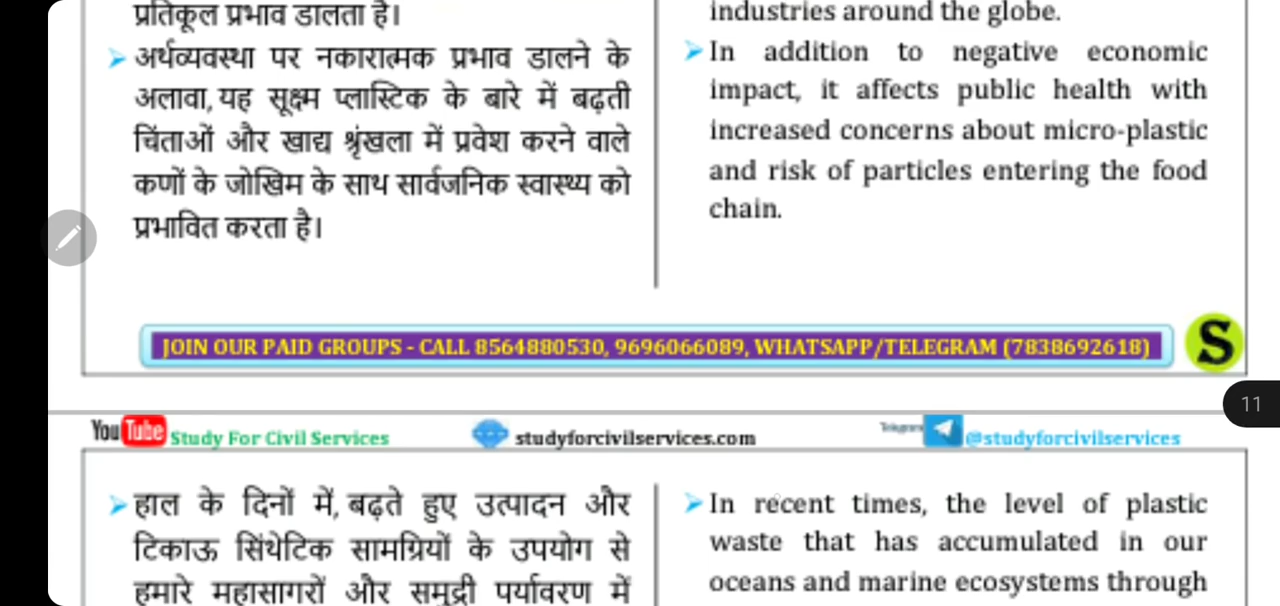 प्रतिकूल प्रभाव डालता है।
अर्थव्यवस्था पर नकारात्मक प्रभाव डालने के
अलावा, यह सूक्ष्म प्लास्टिक के बारे में बढ़ती
चिंताओं और खाद्य श्रृंखला में प्रवेश करने वाले
कणों के जोखिम के साथ सार्वजनिक स्वास्थ्य को
प्रभावित करता है।
industries around the globe.
In addition to negative economic
impact, it affects public health with
increased concerns about micro-plastic
and risk of particles entering the food
chain.
JOIN OUR PAID GROUPS - CALL 8564880530, 9696066089, WHATSAPP/TELEGRAM (7838692618)
S
11
YouTube Study For Civil Services
studyforcivilservices.com
Telegram @studyforcivilservices
हाल के दिनों में, बढ़ते हुए उत्पादन और
टिकाऊ सिंथेटिक सामग्रियों के उपयोग से
हमारे महासागरों और समुद्री पर्यावरण में
In recent times, the level of plastic
waste that has accumulated in our
oceans and marine ecosystems through